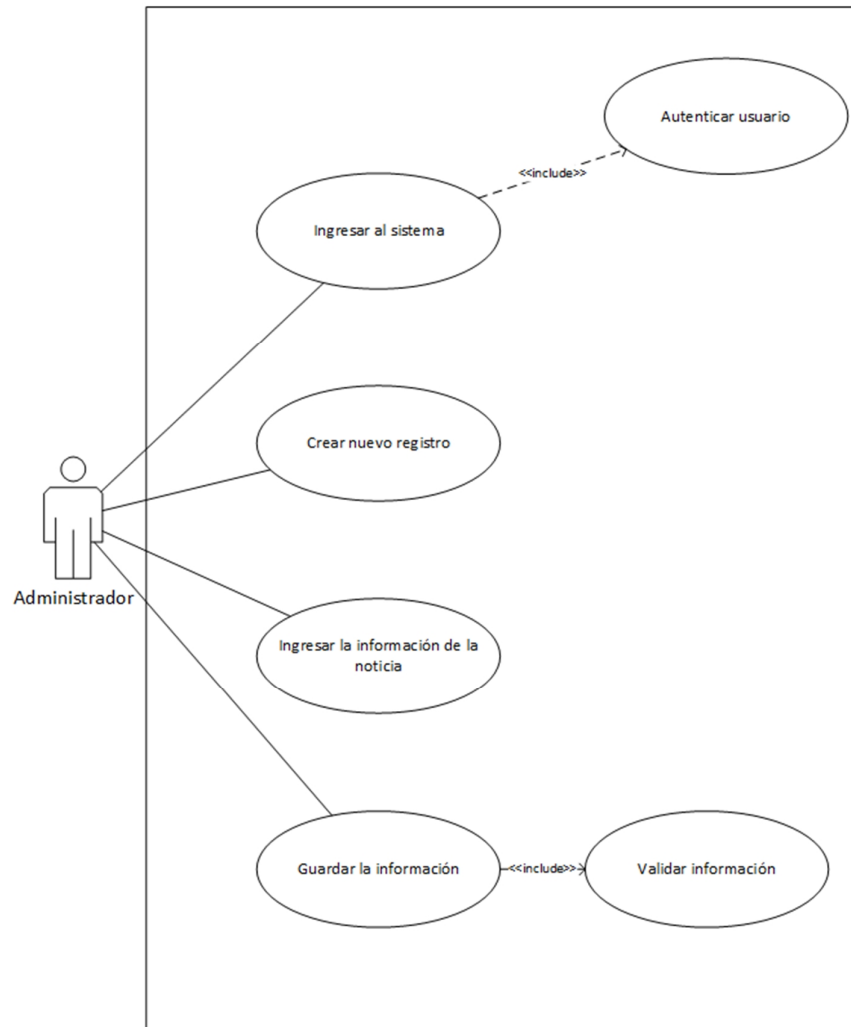 Autenticar usuario
<<include>>
Ingresar al sistema
Crear nuevo registro
Administrador
Ingresar la información de la
noticia
Guardar la información
<<include>>
Validar información